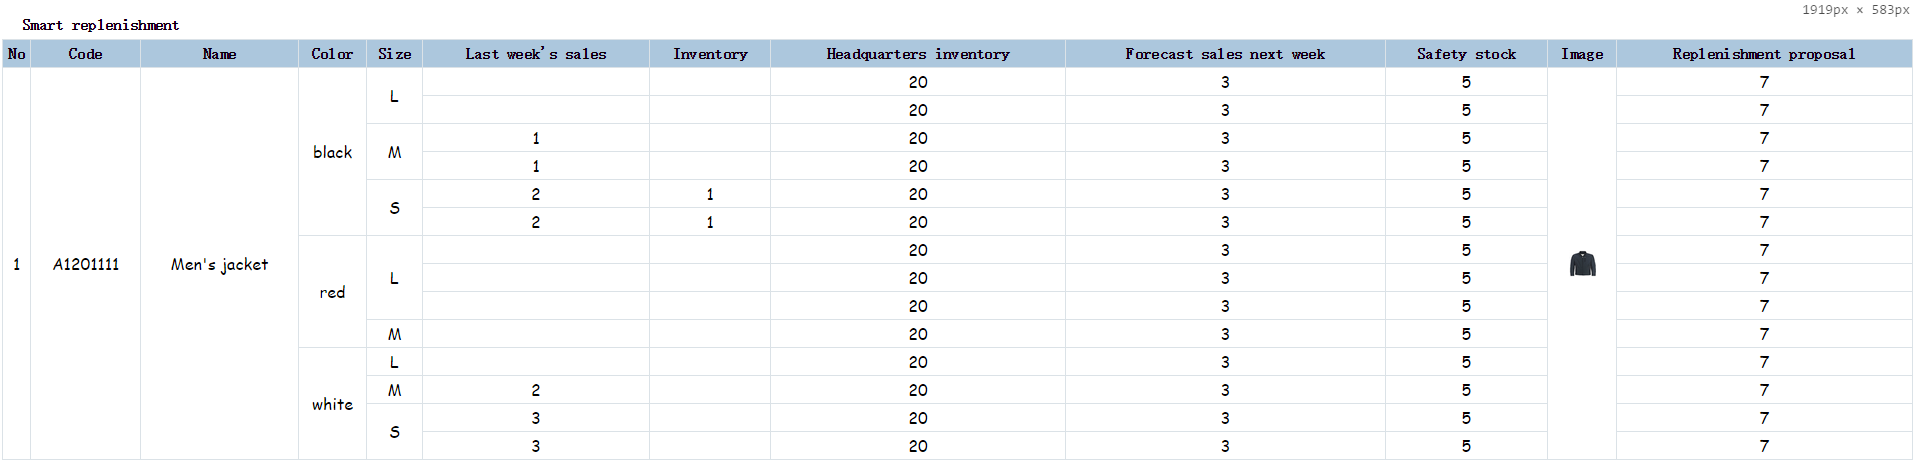 1919px × 583px
Smart replenishment
No Code Name Color Size Last week's sales Inventory Headquarters inventory Forecast sales next week Safety stock Image Replenishment proposal
L 20 3 5 7
20 3 5 7
M 1 20 3 5 7
black
1 20 3 5 7
S 2 1 20 3 5 7
2 1 20 3 5 7
L 20 3 5 7
1 A1201111 Men's jacket
20 3 5 7
red
20 3 5 7
M 20 3 5 7
L 20 3 5 7
M 2 20 3 5 7
white
S 3 20 3 5 7
3 20 3 5 7